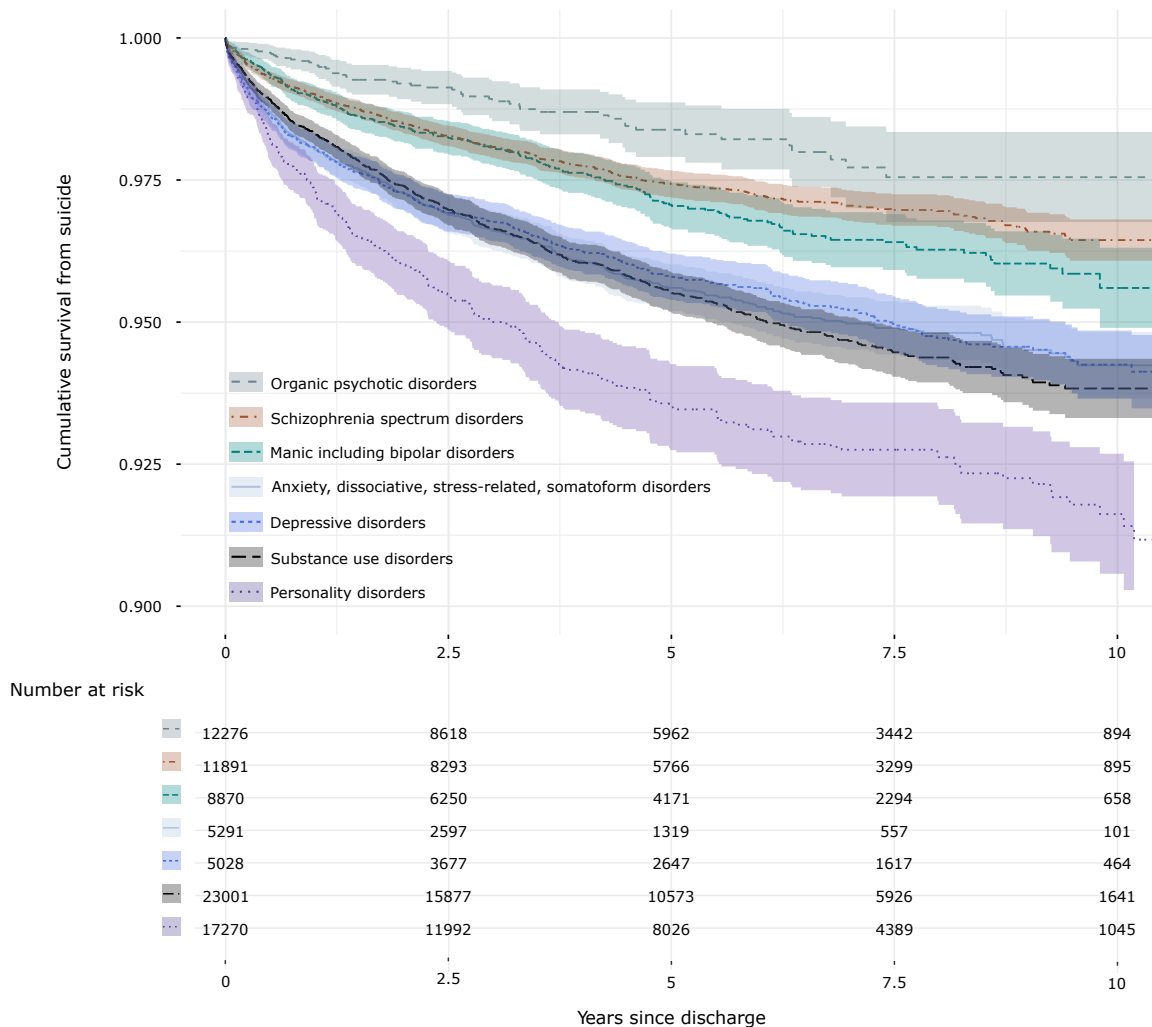 Cumulative survival from suicide
1.000
0.975
0.950
0.925
0.900
Organic psychotic disorders
Schizophrenia spectrum disorders
Manic including bipolar disorders
Anxiety, dissociative, stress-related, somatoform disorders
Depressive disorders
Substance use disorders
Personality disorders
0 2.5 5 7.5 10
Number at risk
12276 8618 5962 3442 894
11891 8293 5766 3299 895
8870 6250 4171 2294 658
5291 2597 1319 557 101
5028 3677 2647 1617 464
23001 15877 10573 5926 1641
17270 11992 8026 4389 1045
0 2.5 5 7.5 10
Years since discharge